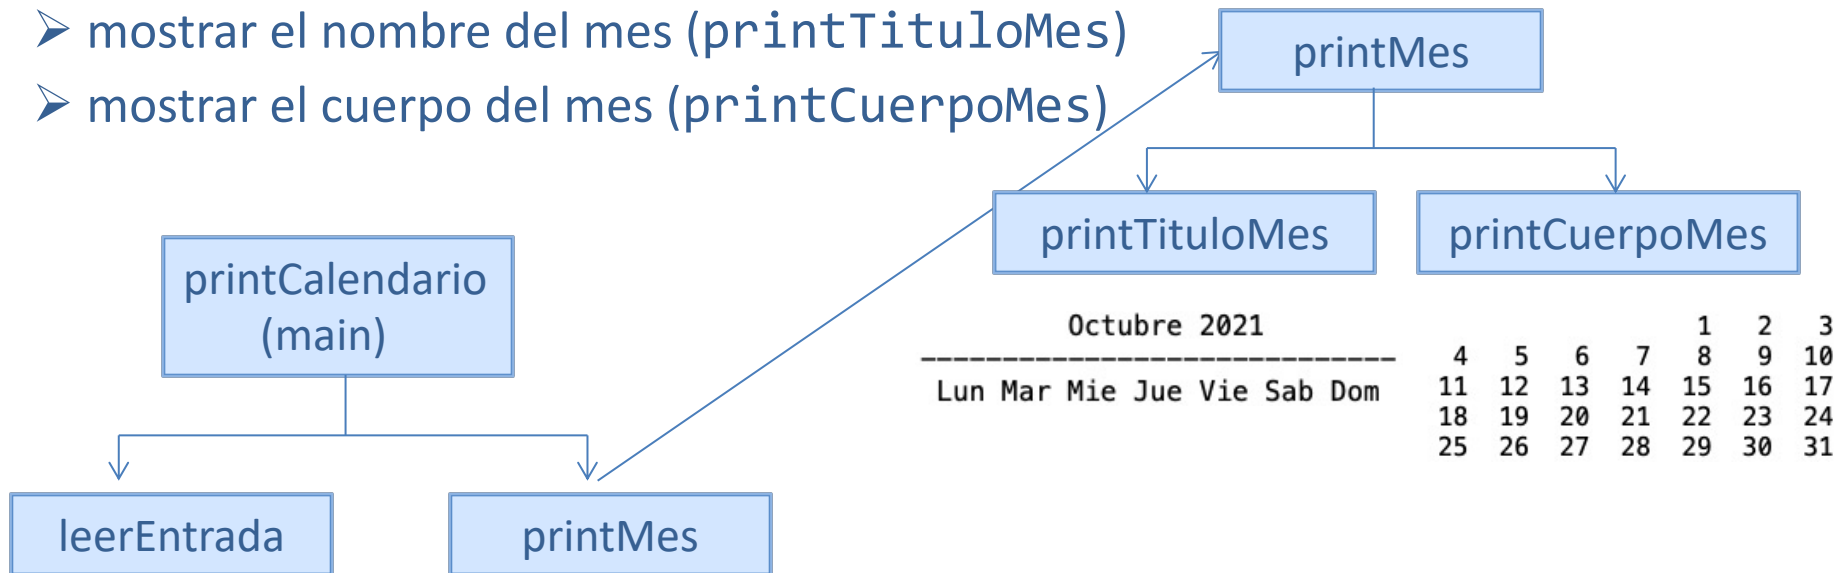 ➢ mostrar el nombre del mes (printTituloMes)
➢ mostrar el cuerpo del mes (printCuerpoMes)
printMes
printTituloMes
printCuerpoMes
printCalendario
(main)
leerEntrada
printMes
Octubre 2021
-----------------------------
Lun Mar Mie Jue Vie Sab Dom
1 2 3
4 5 6 7 8 9 10
11 12 13 14 15 16 17
18 19 20 21 22 23 24
25 26 27 28 29 30 31